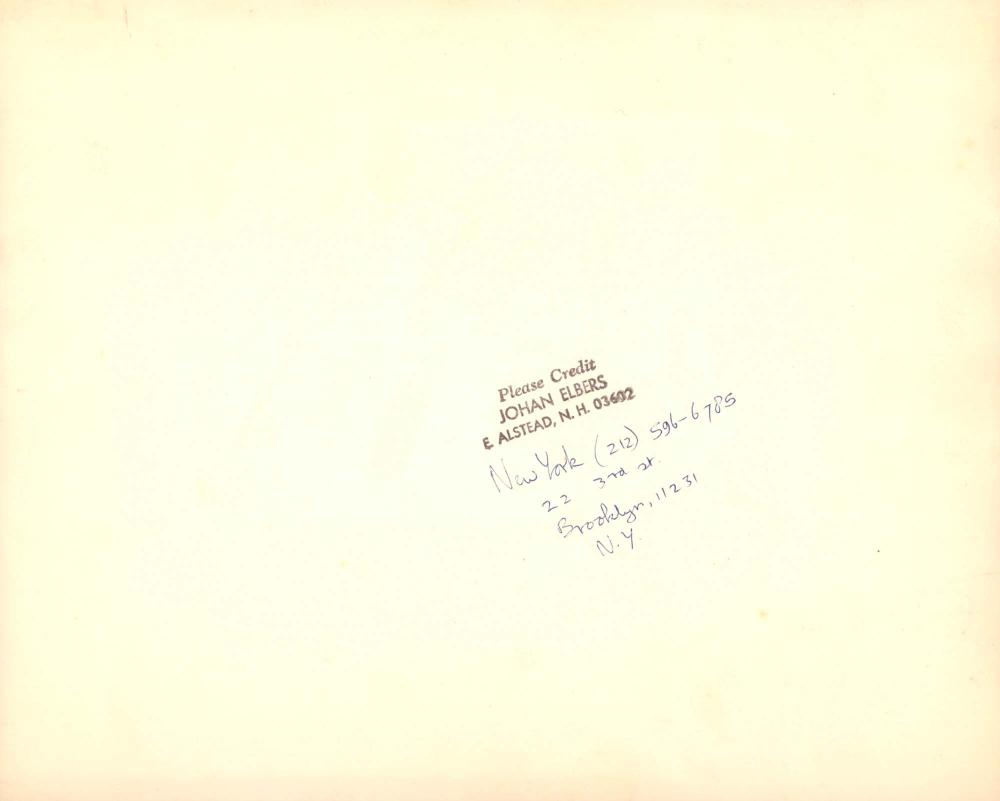 Please Credit
JOHAN ELBERS
E. ALSTEAD, N. H. 03602
New York (212) 596-6785
22 3rd st.
Brooklyn, 11231
N.Y.